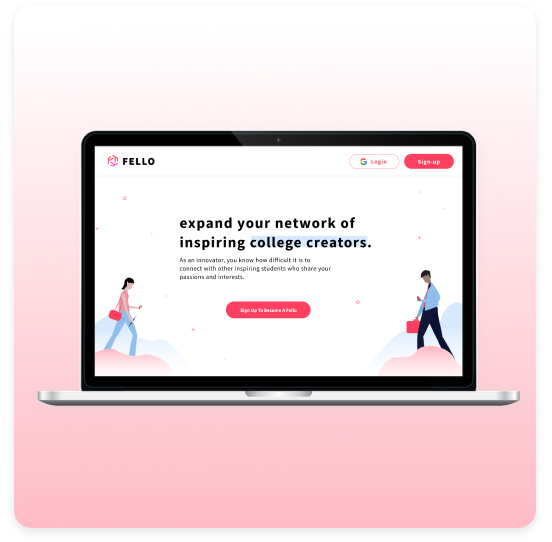 FELLO
Login
Sign-up
expand your network of
inspiring college creators.
As an innovator, you know how difficult it is to
connect with other inspiring students who share your
passions and interests.
Sign Up To Become A Fello